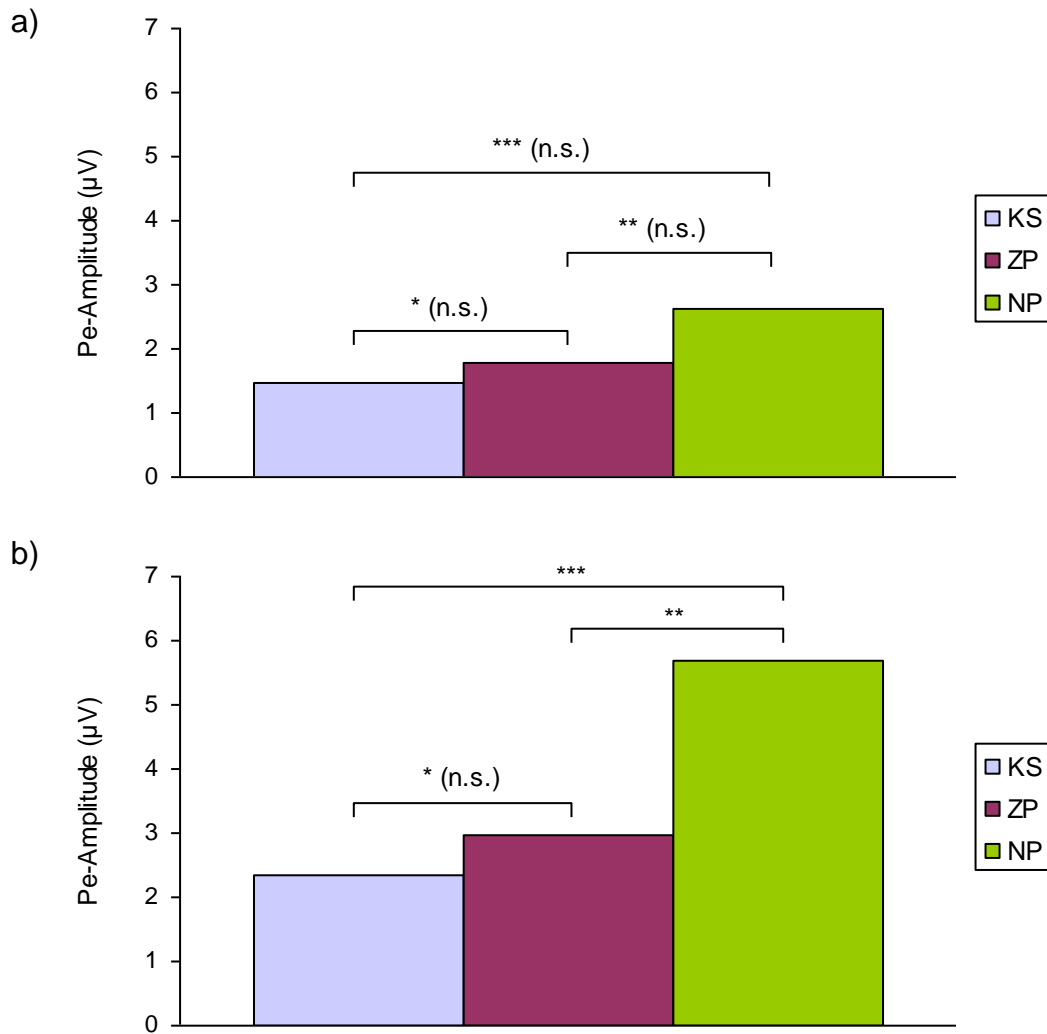 a)
7
6
5
4
3
2
1
0
Pe-Amplitude (µV)
*** (n.s.)
** (n.s.)
* (n.s.)
KS
ZP
NP
b)
7
6
5
4
3
2
1
0
Pe-Amplitude (µV)
***
**
* (n.s.)
KS
ZP
NP